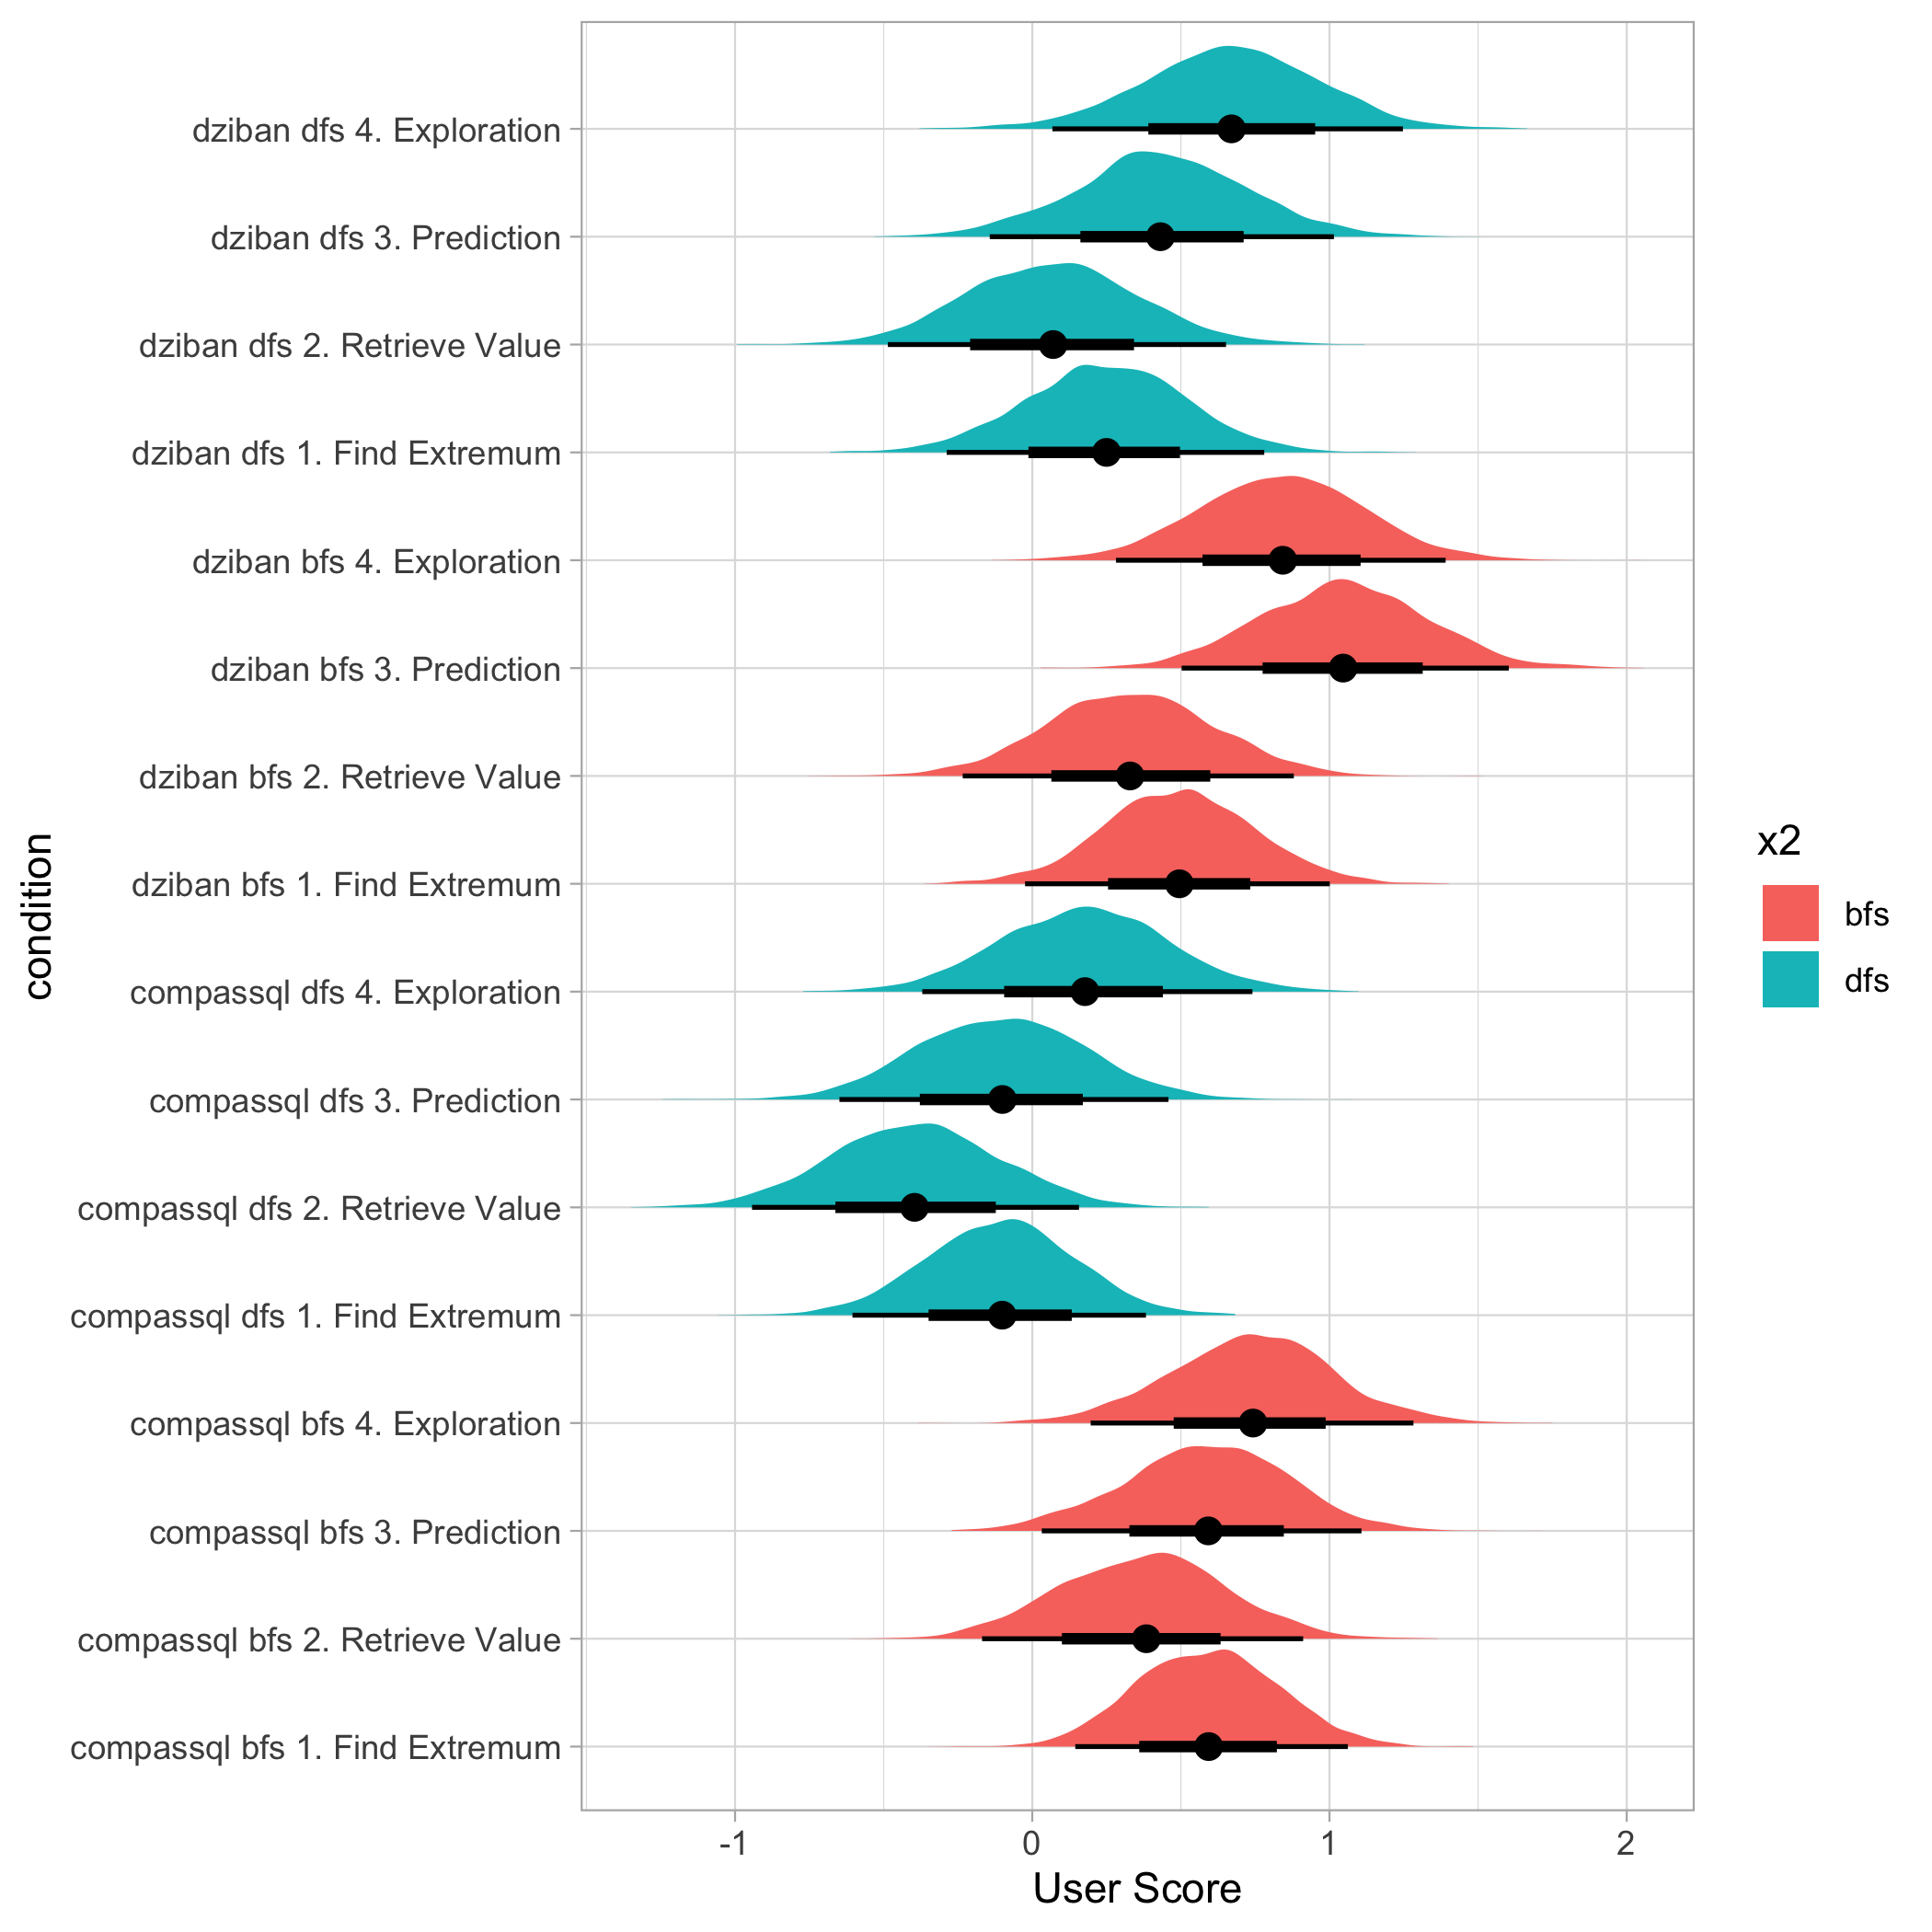 dziban dfs 4. Exploration
dziban dfs 3. Prediction
dziban dfs 2. Retrieve Value
dziban dfs 1. Find Extremum
dziban bfs 4. Exploration
dziban bfs 3. Prediction
dziban bfs 2. Retrieve Value
dziban bfs 1. Find Extremum
compassql dfs 4. Exploration
compassql dfs 3. Prediction
compassql dfs 2. Retrieve Value
compassql dfs 1. Find Extremum
compassql bfs 4. Exploration
compassql bfs 3. Prediction
compassql bfs 2. Retrieve Value
compassql bfs 1. Find Extremum
condition
-1 0 1 2
User Score
x2
bfs
dfs